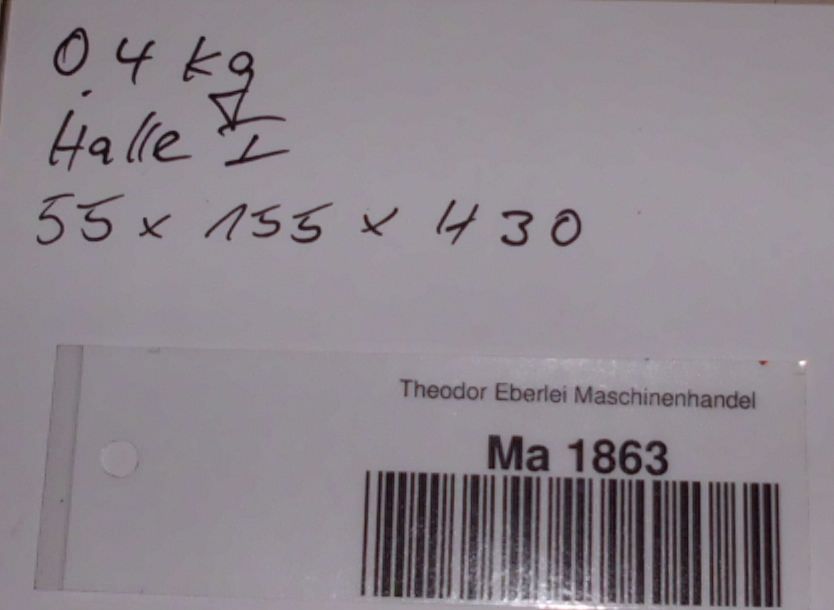 0.4 kg
Halle I
55 x 155 x 430
Theodor Eberlei Maschinenhandel
Ma 1863